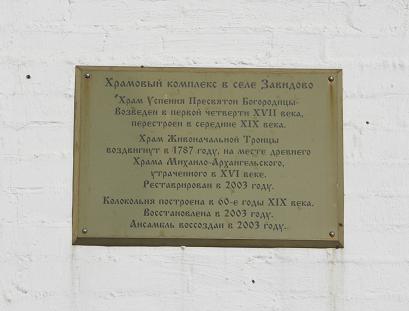 Храмовый комплекс в селе Завидово
Храм Успения Пресвятой Богородицы-
Возведен в первой четверти XVII века,
перестроен в середине XIX века.
Храм Живоначальной Троицы
воздвигнут в 1787 году, на месте древнего
Храма Михаило-Архангельского,
утраченного в XVI веке.
Реставрирован в 2003 году.
Колокольня построена в 60-е годы XIX века.
Восстановлена в 2003 году.
Ансамбль воссоздан в 2003 году.